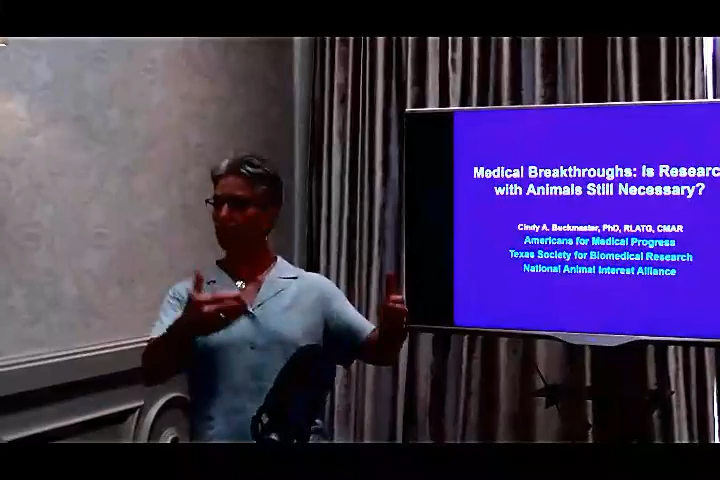 Medical Breakthroughs: Is Researc
with Animals Still Necessary?
Cindy A. Buckmaster, PhD, RLATG, CMAR
Americans for Medical Progress
Texas Society for Biomedical Research
National Animal Interest Alliance